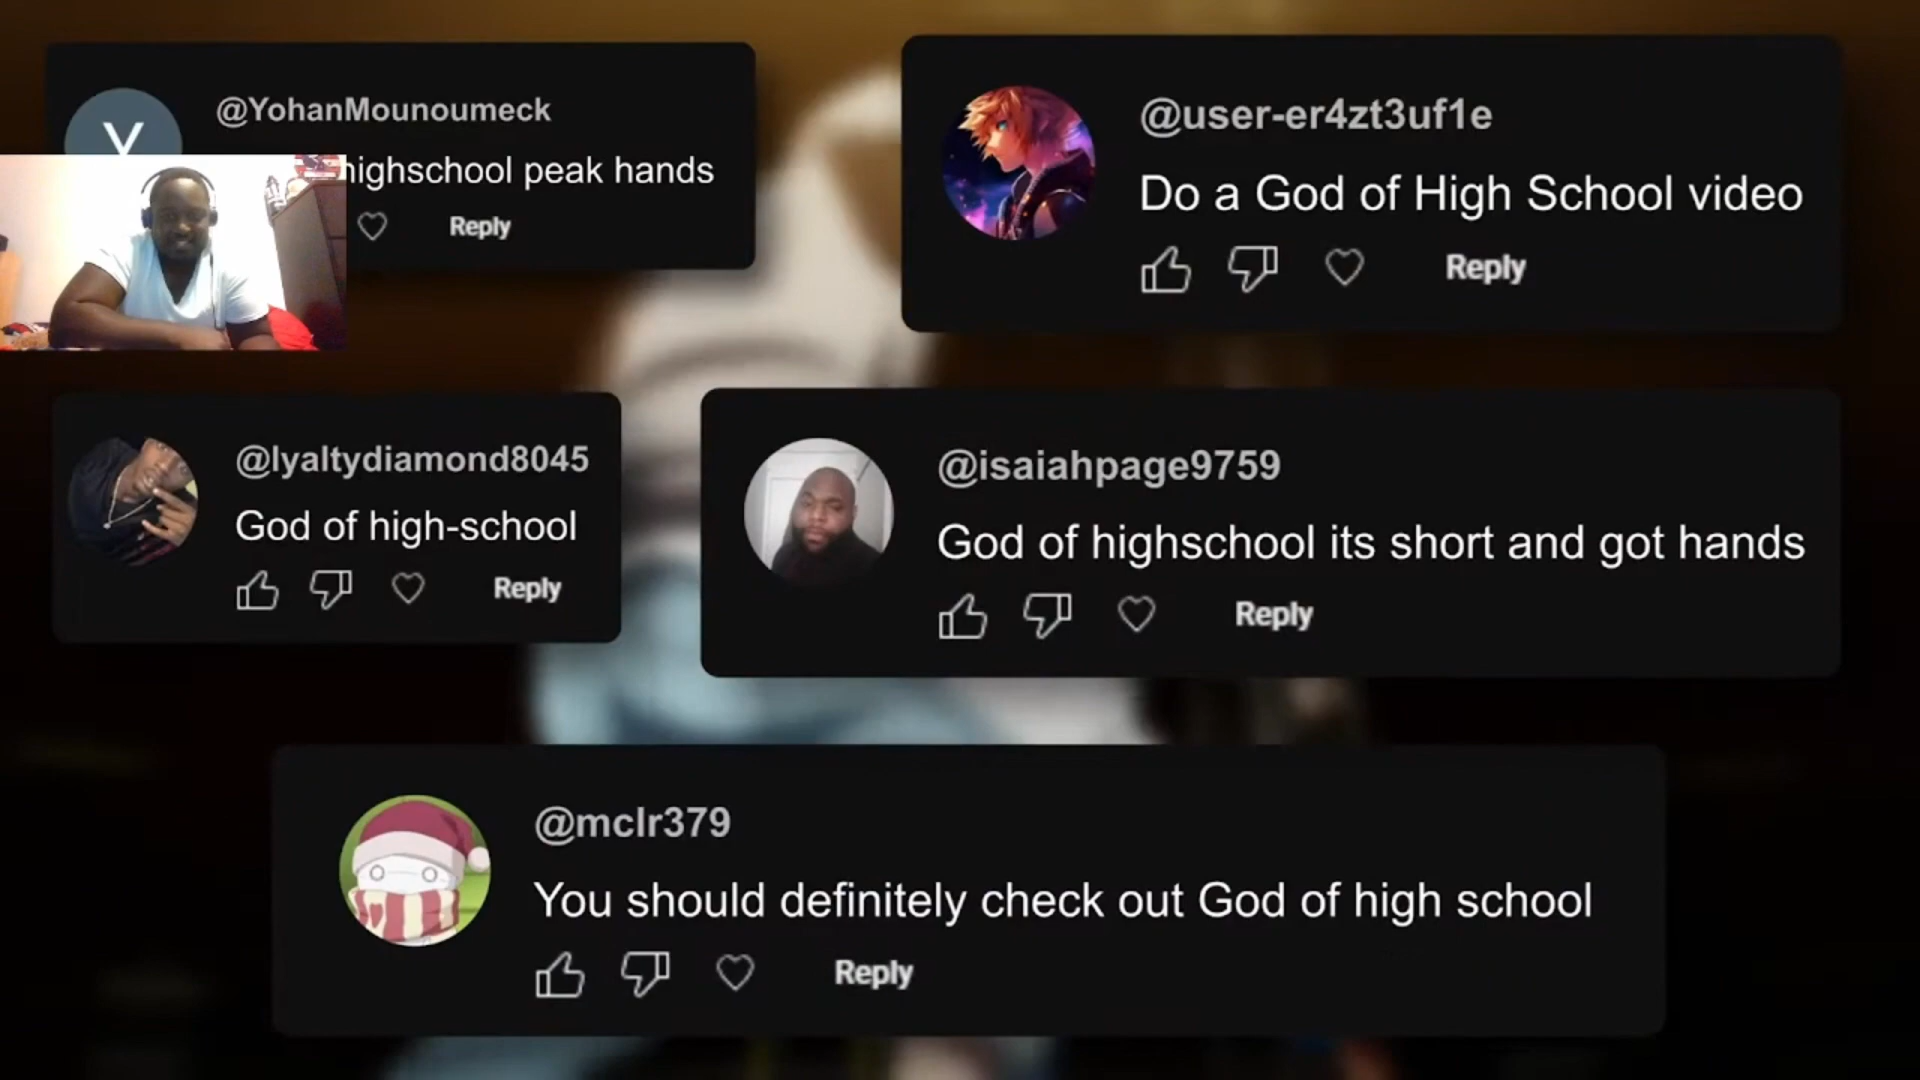 @YohanMounoumeck
highschool peak hands
Reply
@user-er4zt3uf1e
Do a God of High School video
Reply
@lyaltydiamond8045
God of high-school
Reply
@isaiahpage9759
God of highschool its short and got hands
Reply
@mclr379
You should definitely check out God of high school
Reply